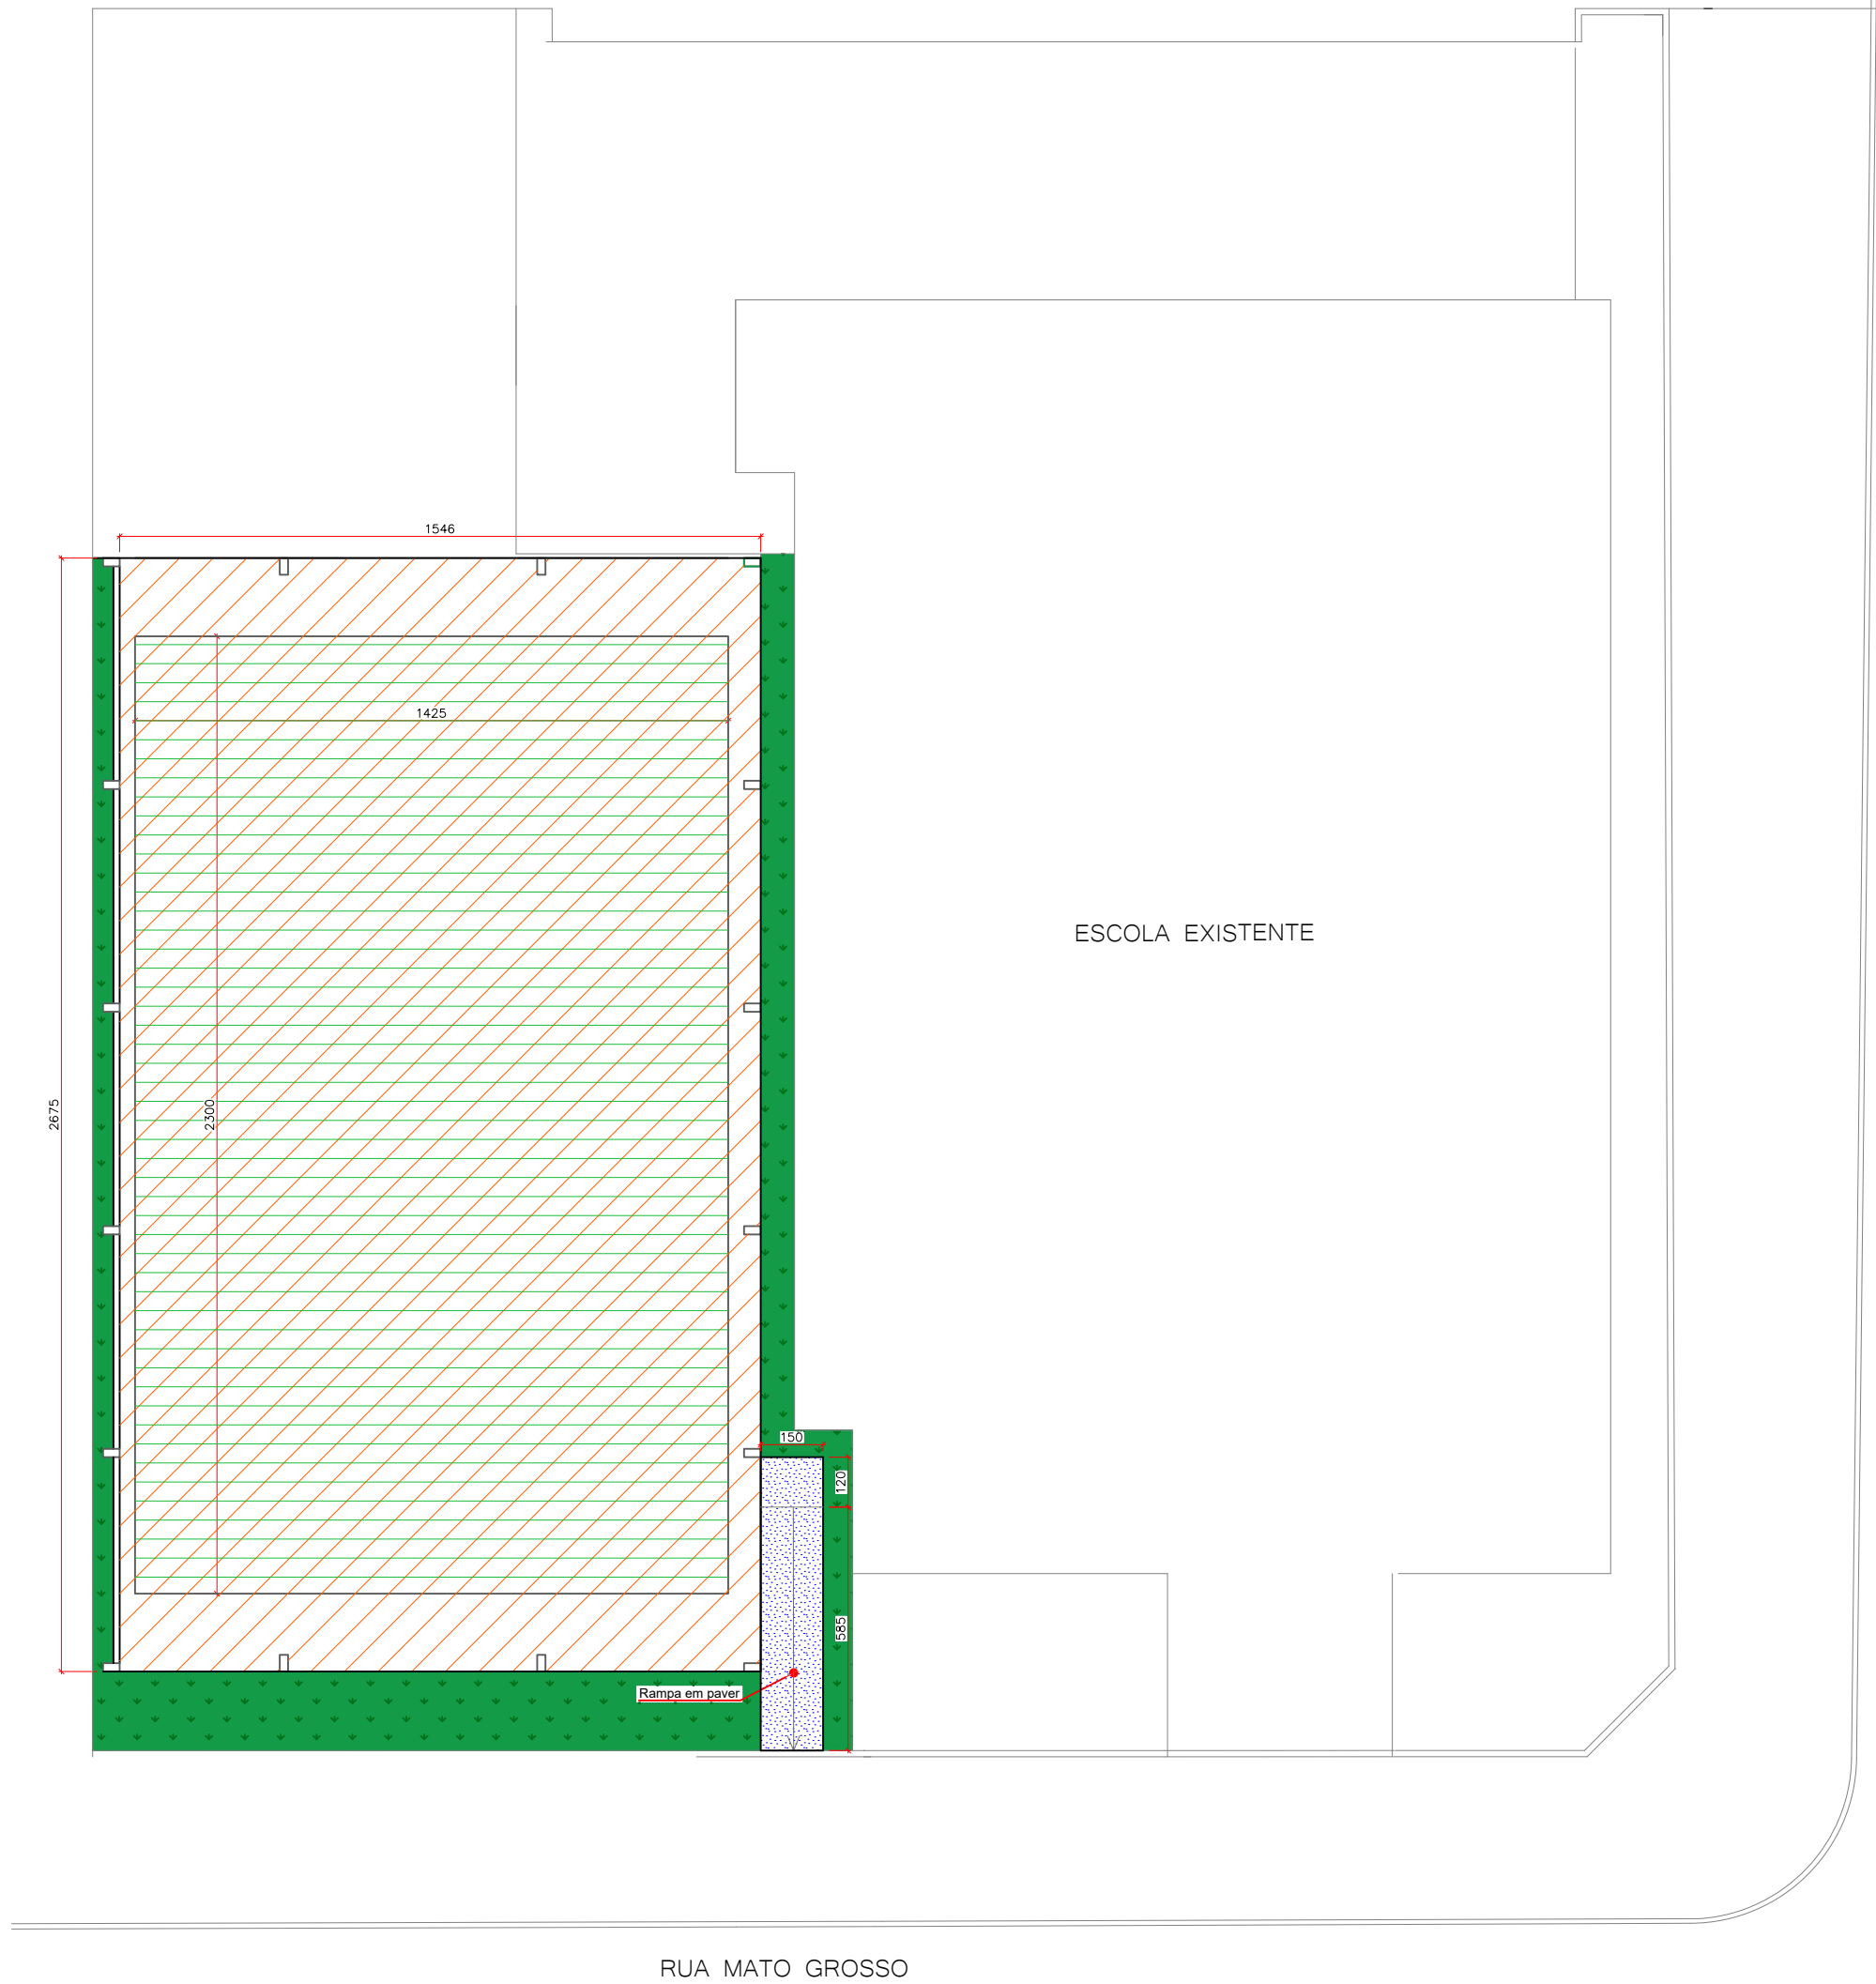 1546
1425
ESCOLA EXISTENTE
2675
2300
150
120
585
Rampa em paver
RUA MATO GROSSO